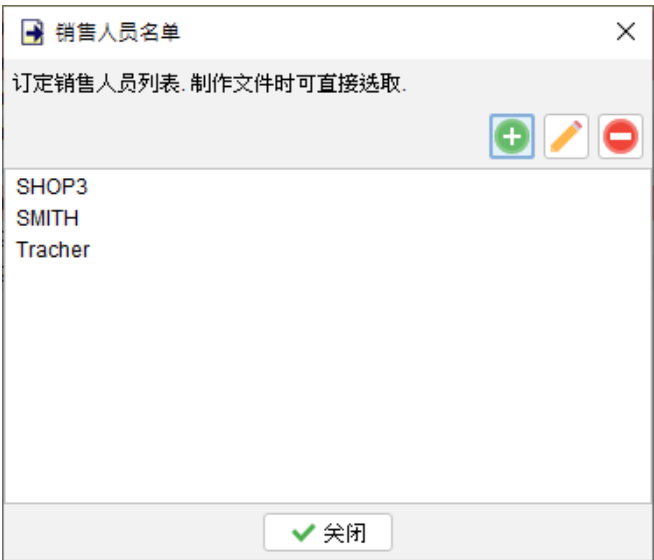 销售人员名单
订定销售人员列表. 制作文件时可直接选取.
SHOP3
SMITH
Tracher
关闭